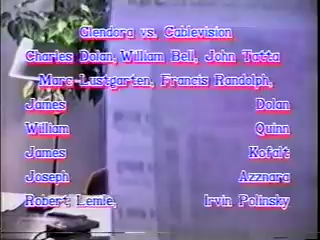 Glendora vs. Cablevision
Charles Dolan, William Bell, John Tatta
Marc Lustgarten, Francis Randolph,
James Dolan
William Quinn
James Kofalt
Joseph Azznara
Robert Lemle, Irvin Polinsky